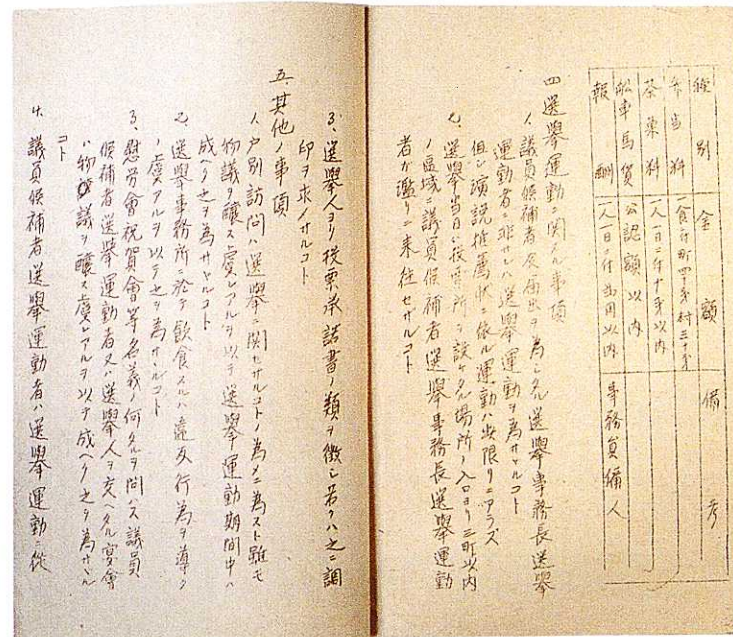 種別 金額 備考
弁当料 一食ニ付町四十銭村三十銭
茶菓料 一人一日ニ付十銭以内
船車馬賃 公認額以内
報酬 一人一日ニ付 円以内 事務員傭人
四、選挙運動ニ関スル事項
1、議員候補者及届出ヲ為シタル選挙事務長選挙
運動者ニ非サレハ選挙運動ヲ為サヽルコト
但シ演説推薦状ニ依ル運動ハ此限リニアラズ
2、選挙当日ハ投票所ヲ設ケタル場所ノ入口ヨリ三町以内
ノ區域ニ議員候補者選挙事務長選挙運動
者ガ濫リニ来往セザルコト
3、選挙人ヨリ投票承諾書ノ類ヲ徴シ若クハ之ニ調
印ヲ求メサルコト
五、其他ノ事項
1、戸別訪問ハ選挙ニ関セサルコトノ為メニ為スト雖モ
物議ヲ醸ス虞レアルヲ以テ選挙運動期間中ハ
成ヘク之ヲ為サヽルコト
2、選挙事務所ニ於テ飲食スルハ違反行為ヲ導ク
ノ虞アルヲ以テ之ヲ為サヽルコト
3、慰労會祝賀會等名義ノ何タルヲ問ハス議員
候補者選挙運動者又ハ選挙人ヲ交ヘタル宴會
ハ物議ヲ醸ス虞レアルヲ以テ成ヘク之ヲ為サヽル
コト
4、議員候補者選挙運動者ハ選挙運動ニ従